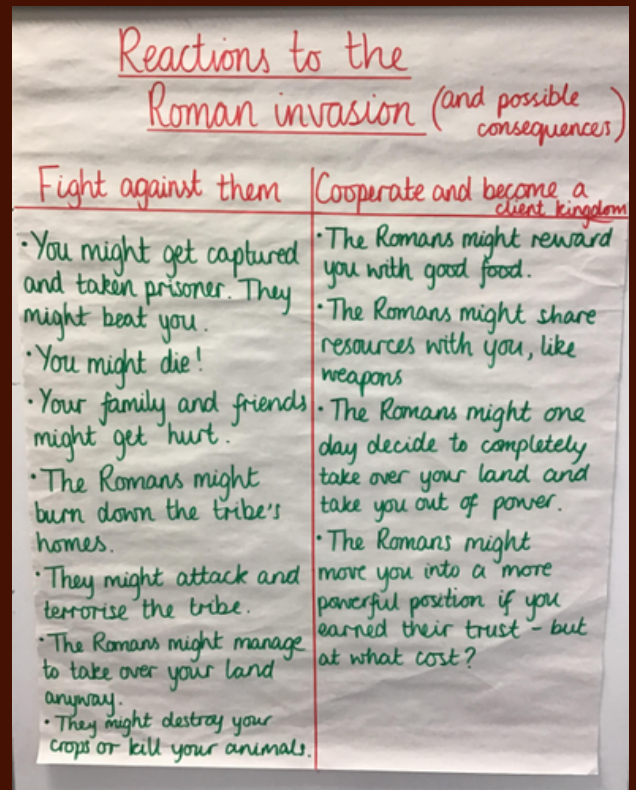 Reactions to the
Roman invasion (and possible
consequences)
Fight against them
• You might get captured
and taken prisoner. They
might beat you.
• You might die!
• Your family and friends
might get hurt.
• The Romans might
burn down the tribe's
homes.
• They might attack and
terrorise the tribe.
• The Romans might manage
to take over your land
anyway.
• They might destroy your
crops or kill your animals.
Cooperate and become a
client kingdom
• The Romans might reward
you with good food.
• The Romans might share
resources with you, like
weapons
• The Romans might one
day decide to completely
take over your land and
take you out of power.
• The Romans might
move you into a more
powerful position if you
earned their trust – but
at what cost?